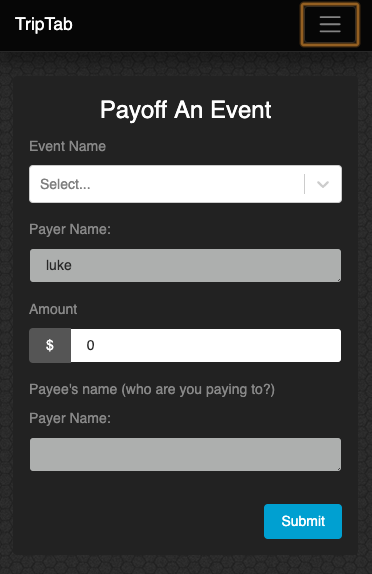 TripTab
Payoff An Event
Event Name
Select...
Payer Name:
luke
Amount
$ 0
Payee's name (who are you paying to?)
Payer Name:
Submit